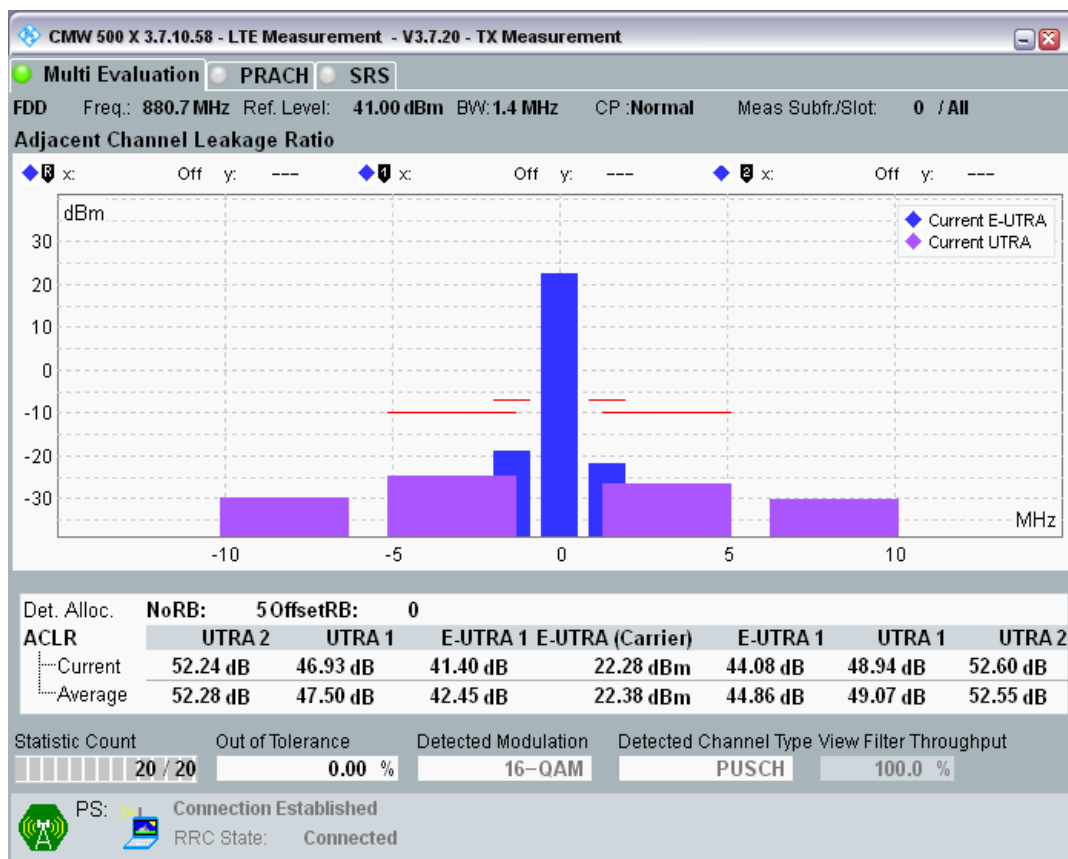 CMW 500 X 3.7.10.58 - LTE Measurement - V3.7.20 - TX Measurement
Multi Evaluation PRACH SRS
FDD Freq.: 880.7 MHz Ref. Level: 41.00 dBm BW: 1.4 MHz CP :Normal Meas Subfr./Slot: 0 / All
Adjacent Channel Leakage Ratio
R x: Off y: --- 1 x: Off y: --- 2 x: Off y: ---
dBm
Current E-UTRA
Current UTRA
30
20
10
0
-10
-20
-30
MHz
-10 -5 0 5 10
Det. Alloc. NoRB: 5 OffsetRB: 0
ACLR UTRA 2 UTRA 1 E-UTRA 1 E-UTRA (Carrier) E-UTRA 1 UTRA 1 UTRA 2
Current 52.24 dB 46.93 dB 41.40 dB 22.28 dBm 44.08 dB 48.94 dB 52.60 dB
Average 52.28 dB 47.50 dB 42.45 dB 22.38 dBm 44.86 dB 49.07 dB 52.55 dB
Statistic Count Out of Tolerance Detected Modulation Detected Channel Type View Filter Throughput
20 / 20 0.00 % 16-QAM PUSCH 100.0 %
PS: Connection Established
RRC State: Connected